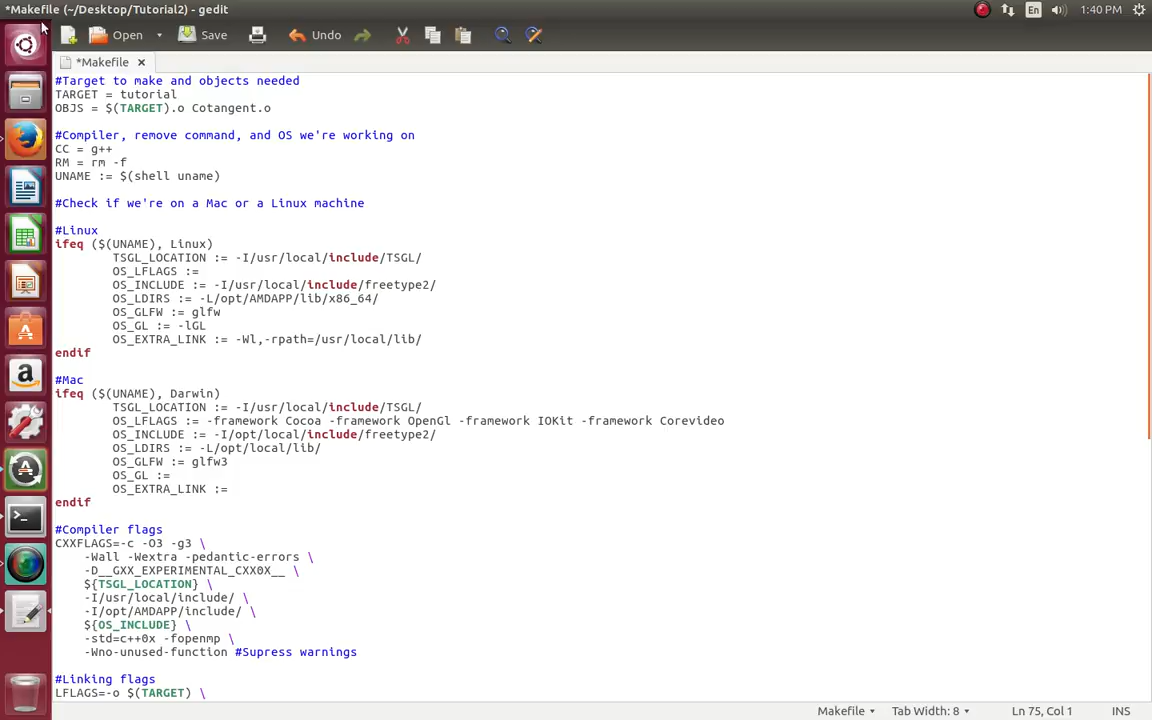 *Makefile (~/Desktop/Tutorial2) - gedit
En
1:40 PM
Open
Save
Undo
*Makefile
#Target to make and objects needed
TARGET = tutorial
OBJS = $(TARGET).o Cotangent.o
#Compiler, remove command, and OS we're working on
CC = g++
RM = rm -f
UNAME := $(shell uname)
#Check if we're on a Mac or a Linux machine
#Linux
ifeq ($(UNAME), Linux)
TSGL_LOCATION := -I/usr/local/include/TSGL/
OS_LFLAGS :=
OS_INCLUDE := -I/usr/local/include/freetype2/
OS_LDIRS := -L/opt/AMDAPP/lib/x86_64/
OS_GLFW := glfw
OS_GL := -lGL
OS_EXTRA_LINK := -Wl,-rpath=/usr/local/lib/
endif
#Mac
ifeq ($(UNAME), Darwin)
TSGL_LOCATION := -I/usr/local/include/TSGL/
OS_LFLAGS := -framework Cocoa -framework OpenGl -framework IOKit -framework Corevideo
OS_INCLUDE := -I/opt/local/include/freetype2/
OS_LDIRS := -L/opt/local/lib/
OS_GLFW := glfw3
OS_GL :=
OS_EXTRA_LINK :=
endif
#Compiler flags
CXXFLAGS=-c -O3 -g3 \
-Wall -Wextra -pedantic-errors \
-D__GXX_EXPERIMENTAL_CXX0X__ \
${TSGL_LOCATION} \
-I/usr/local/include/ \
-I/opt/AMDAPP/include/ \
${OS_INCLUDE} \
-std=c++0x -fopenmp \
-Wno-unused-function #Supress warnings
#Linking flags
LFLAGS=-o $(TARGET) \
Makefile
Tab Width: 8
Ln 75, Col 1
INS